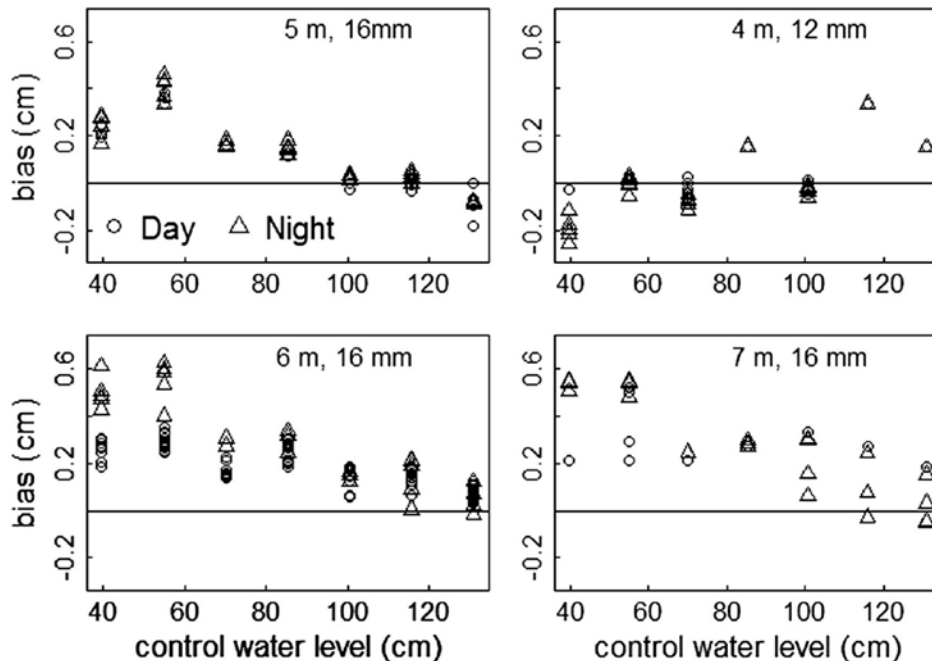 5 m, 16mm
bias (cm)
0.6
0.2
-0.2
Day Night
40 60 80 100 120
4 m, 12 mm
0.6
0.2
-0.2
40 60 80 100 120
6 m, 16 mm
bias (cm)
0.6
0.2
-0.2
40 60 80 100 120
control water level (cm)
7 m, 16 mm
0.6
0.2
-0.2
40 60 80 100 120
control water level (cm)